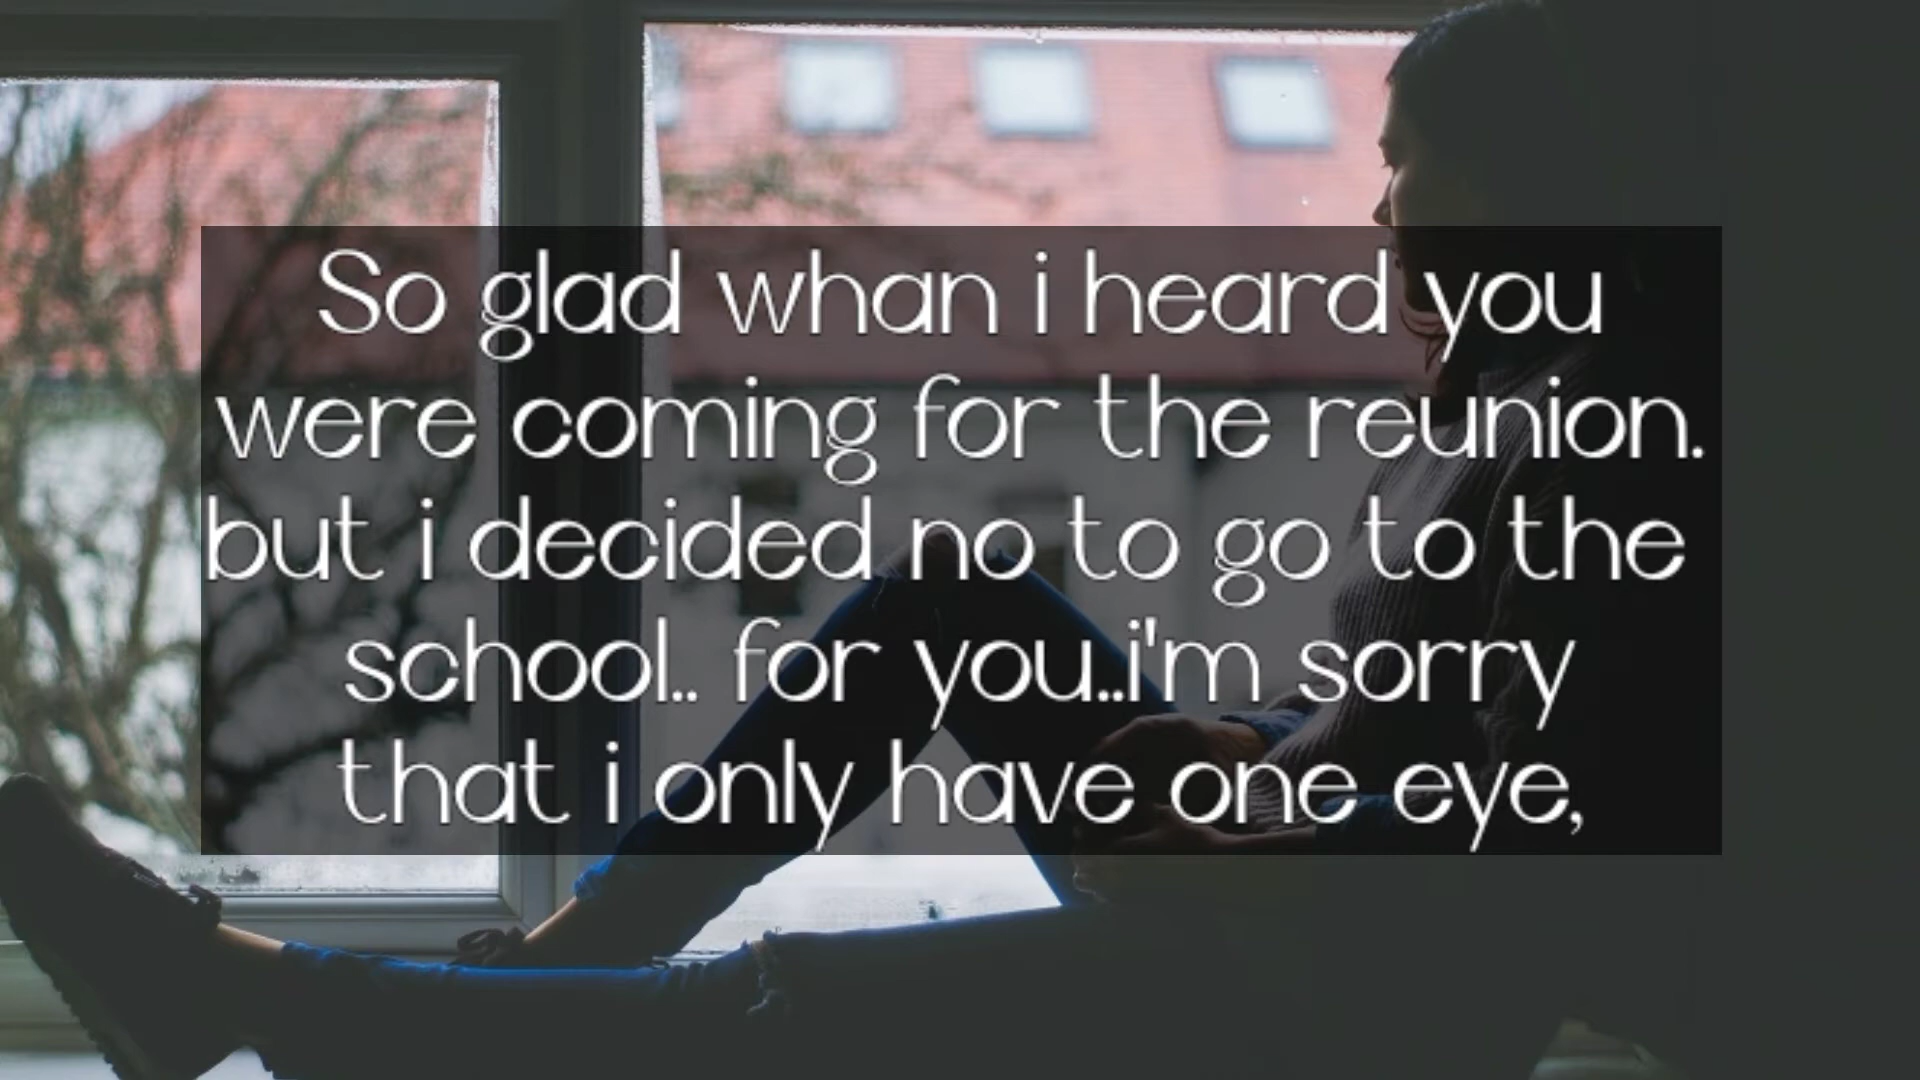 So glad whan i heard you
were coming for the reunion.
but i decided no to go to the
school.. for you..i'm sorry
that i only have one eye,